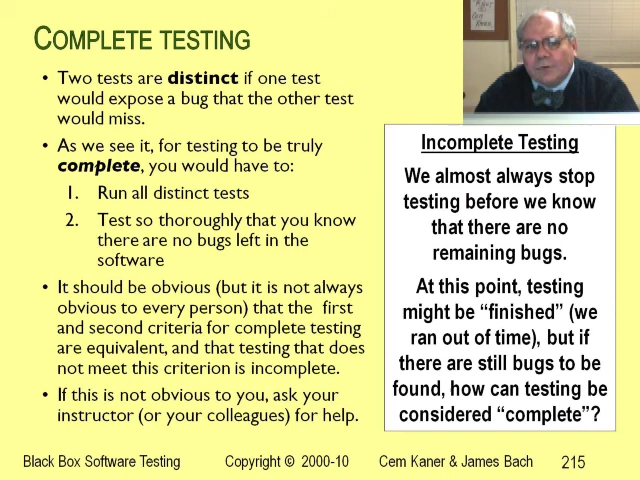 COMPLETE TESTING
• Two tests are distinct if one test
would expose a bug that the other test
would miss.
• As we see it, for testing to be truly
complete, you would have to:
1. Run all distinct tests
2. Test so thoroughly that you know
there are no bugs left in the
software
• It should be obvious (but it is not always
obvious to every person) that the first
and second criteria for complete testing
are equivalent, and that testing that does
not meet this criterion is incomplete.
• If this is not obvious to you, ask your
instructor (or your colleagues) for help.
Incomplete Testing
We almost always stop
testing before we know
that there are no
remaining bugs.
At this point, testing
might be “finished” (we
ran out of time), but if
there are still bugs to be
found, how can testing be
considered “complete”?
Black Box Software Testing Copyright © 2000-10 Cem Kaner & James Bach 215